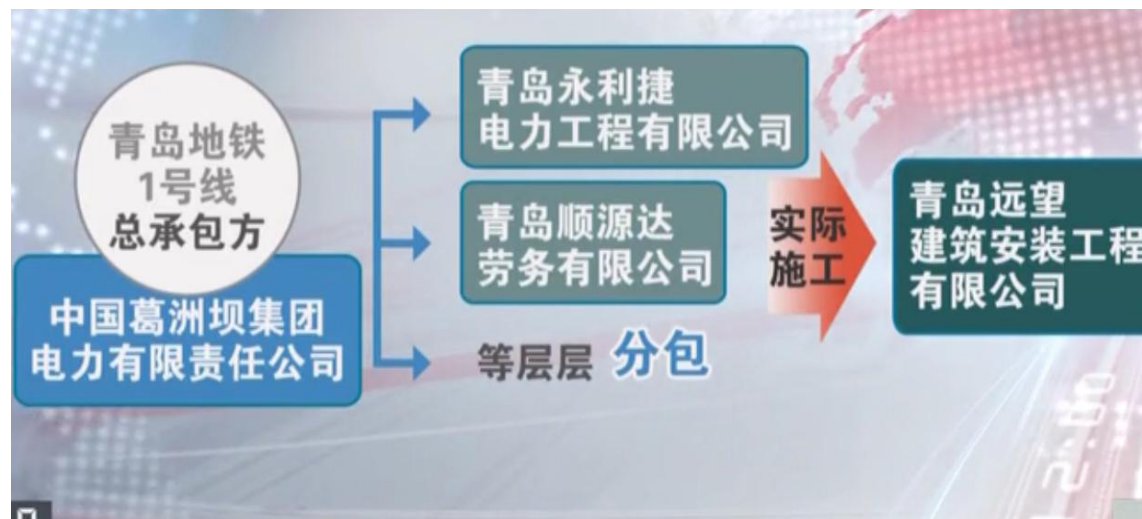 青岛地铁
1号线
总承包方
中国葛洲坝集团
电力有限责任公司
青岛永利捷
电力工程有限公司
青岛顺源达
劳务有限公司
等层层 分包
实际
施工
青岛远望
建筑安装工程
有限公司